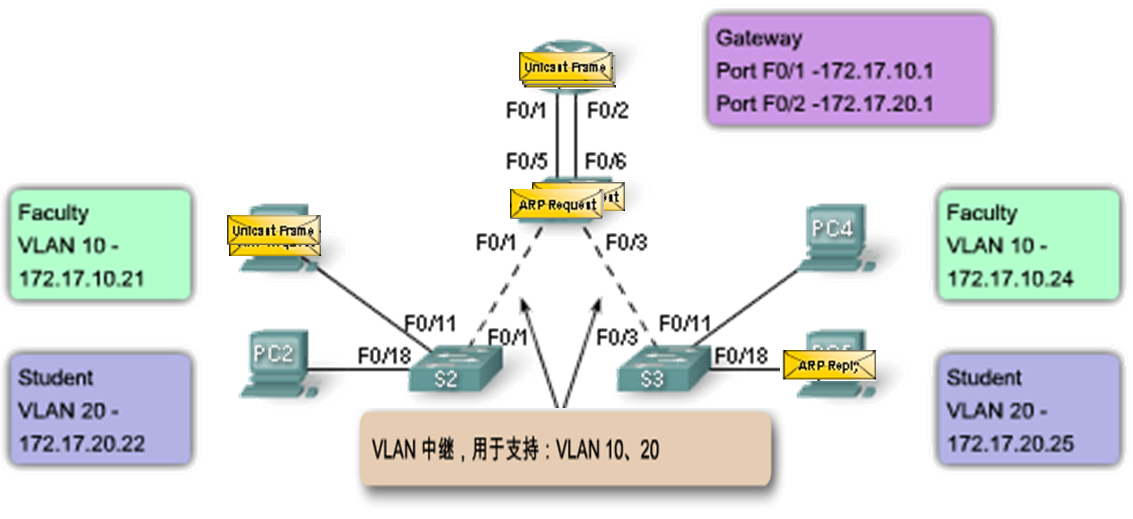 Gateway
Port F0/1 -172.17.10.1
Port F0/2 -172.17.20.1
Unicast Frame
F0/1
F0/2
F0/5
F0/6
ARP Request
F0/1
F0/3
Faculty
VLAN 10 -
172.17.10.21
Unicast Frame
PC4
Faculty
VLAN 10 -
172.17.10.24
F0/11
F0/1
F0/3
F0/11
PC2
F0/18
S2
S3
F0/18
ARP Reply
Student
VLAN 20 -
172.17.20.22
Student
VLAN 20 -
172.17.20.25
VLAN 中继，用于支持：VLAN 10、20